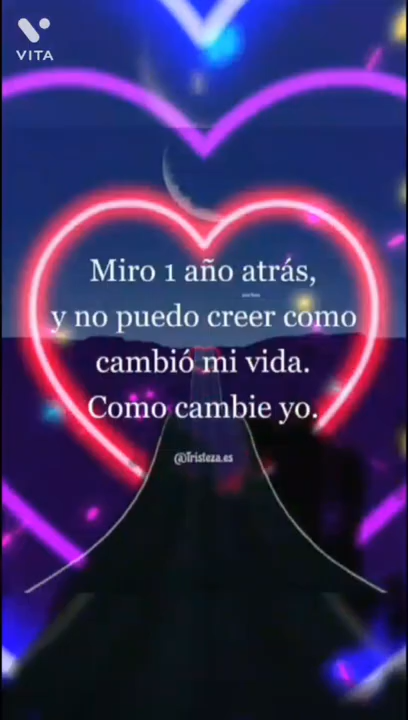 VITA
Miro 1 año atrás,
y no puedo creer como
cambió mi vida.
Como cambie yo.
@Tristeza.es